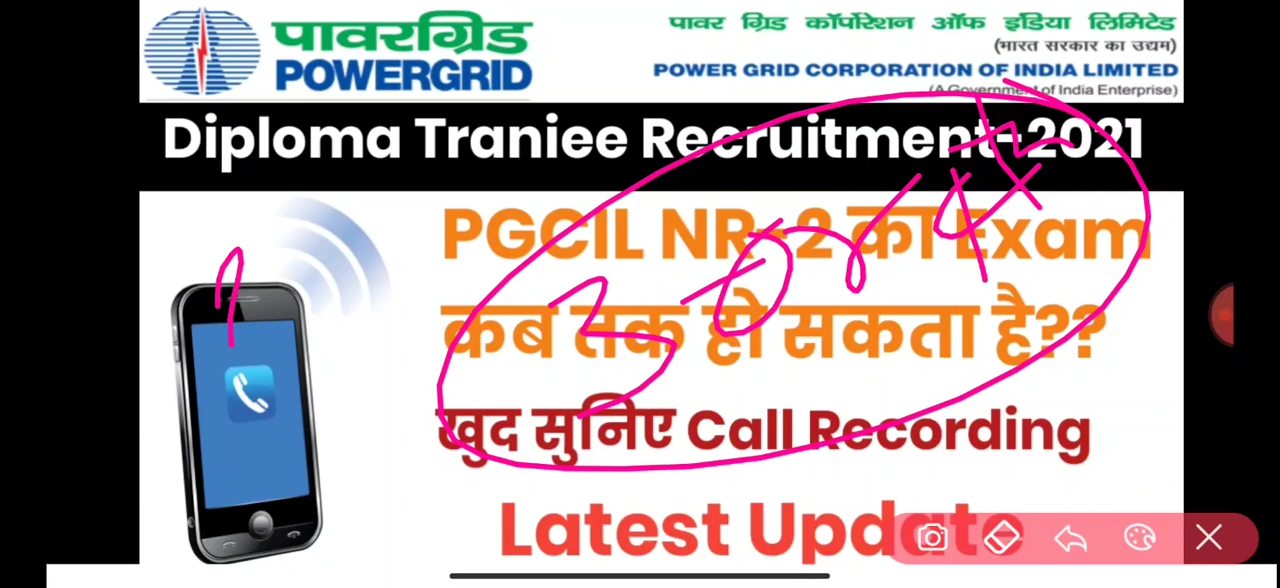 पावरग्रिड
POWERGRID
पावर ग्रिड कॉर्पोरेशन ऑफ इंडिया लिमिटेड
(भारत सरकार का उद्यम)
POWER GRID CORPORATION OF INDIA LIMITED
(A Government of India Enterprise)
Diploma Traniee Recruitment-2021
PGCIL NR-2 का Exam
कब तक हो सकता है??
खुद सुनिए Call Recording
Latest Update